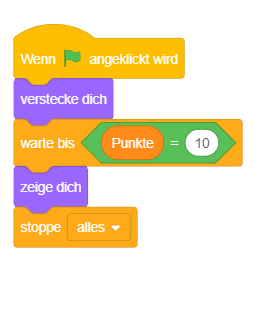 Wenn angeklickt wird
verstecke dich
warte bis Punkte = 10
zeige dich
stoppe alles